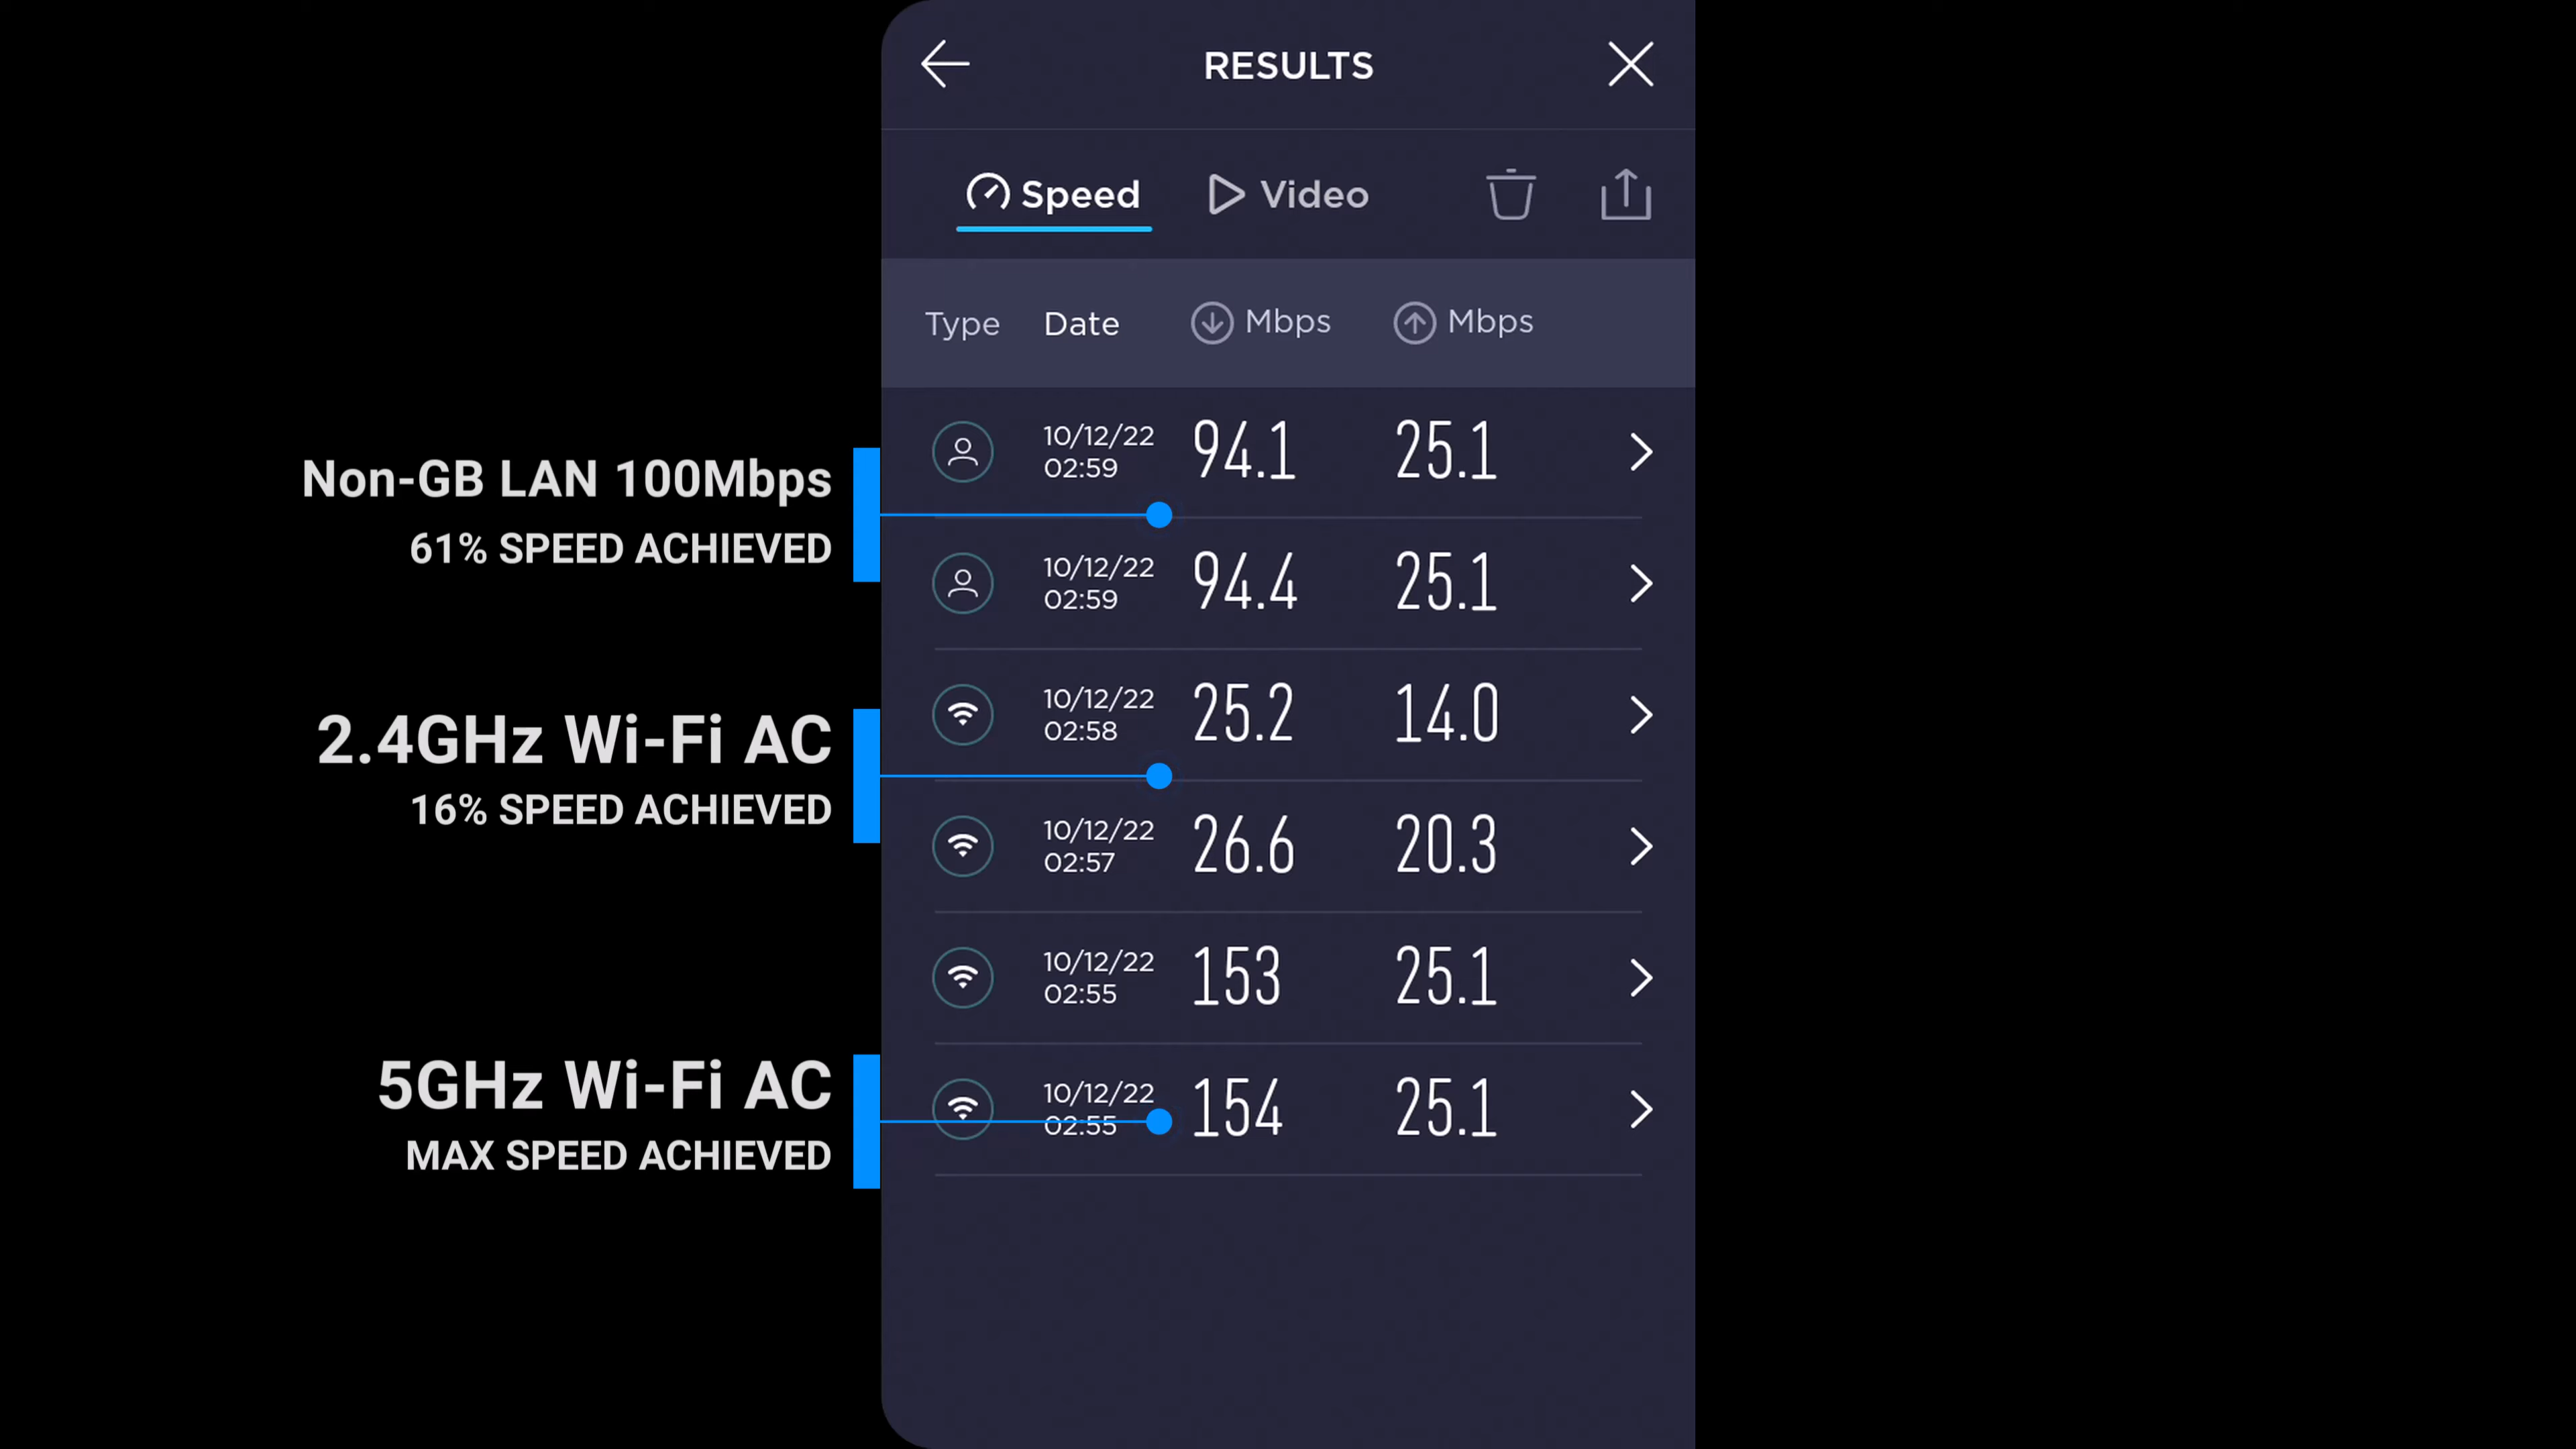 RESULTS
Speed Video
Type Date Mbps Mbps
10/12/22
02:59
94.1 25.1
Non-GB LAN 100Mbps
61% SPEED ACHIEVED
10/12/22
02:59
94.4 25.1
10/12/22
02:58
25.2 14.0
2.4GHz Wi-Fi AC
16% SPEED ACHIEVED
10/12/22
02:57
26.6 20.3
10/12/22
02:55
153 25.1
5GHz Wi-Fi AC
MAX SPEED ACHIEVED
10/12/22
02:55
154 25.1